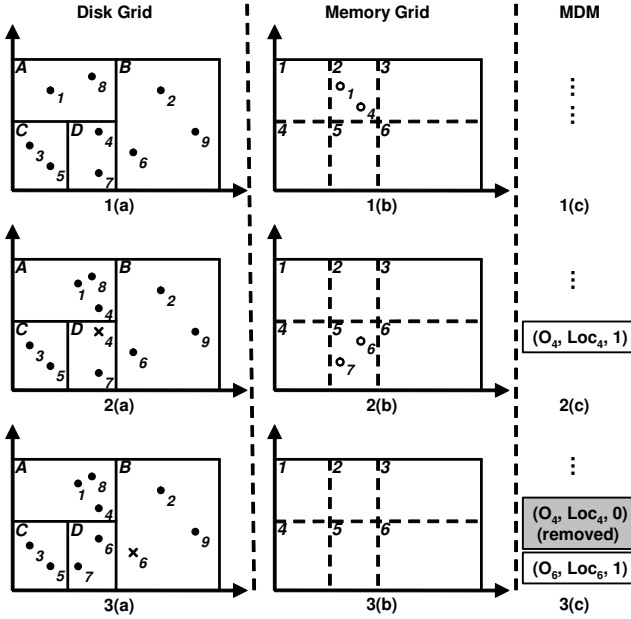 Disk Grid
Memory Grid
MDM
A
B
1
8
2
C
D
3
5
4
7
6
9
1(a)
1
2
3
1
4
4
5
6
1(b)
⋮
⋮
1(c)
A
B
1
8
2
4
C
D
3
5
4
7
6
9
2(a)
1
2
3
4
5
6
6
7
2(b)
⋮
(O4, Loc4, 1)
2(c)
A
B
1
8
2
4
C
D
3
5
6
7
6
9
3(a)
1
2
3
4
5
6
3(b)
⋮
(O4, Loc4, 0)
(removed)
(O6, Loc6, 1)
3(c)